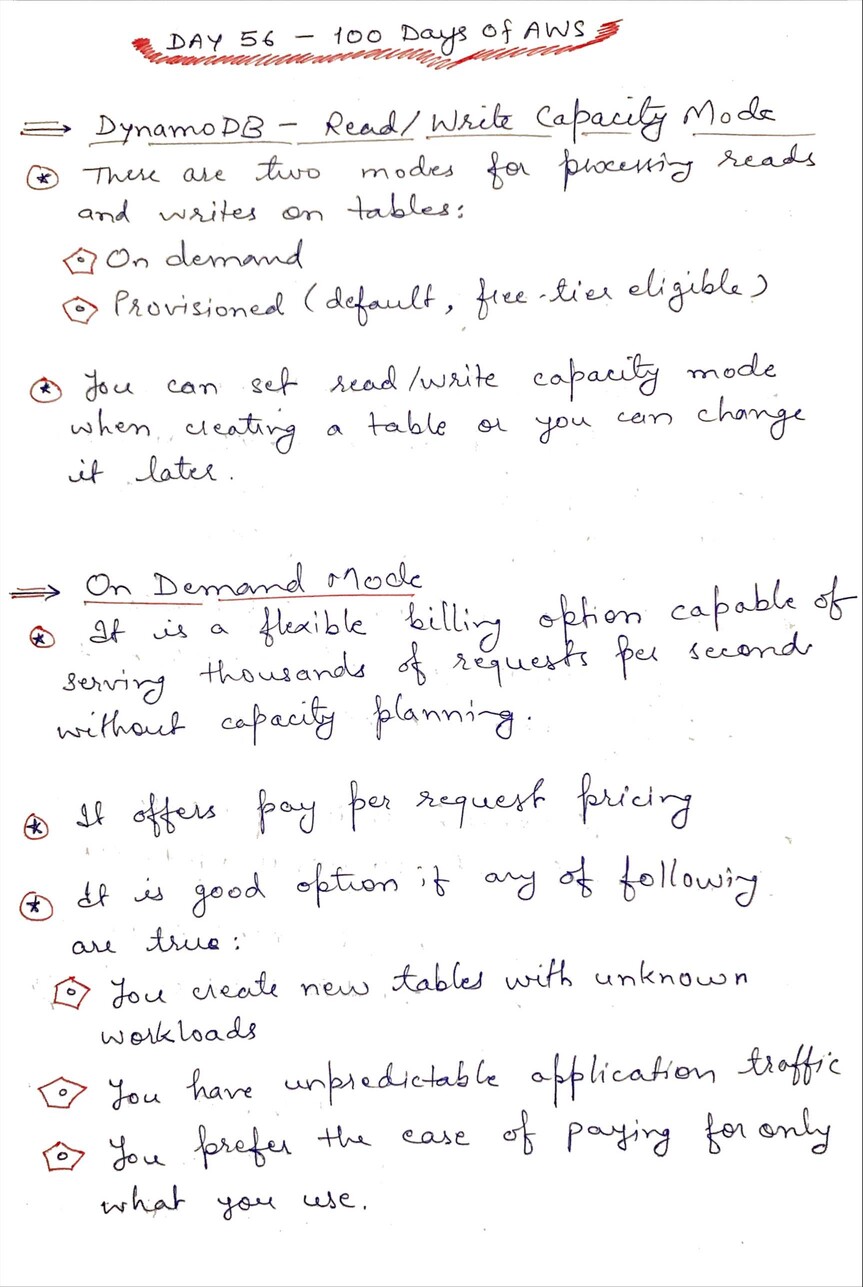 DAY 56 - 100 Days of AWS
DynamoDB - Read/Write Capacity Mode
There are two modes for processing reads
and writes on tables:
On demand
Provisioned (default, free-tier eligible)
You can set read/write capacity mode
when creating a table or you can change
it later.
On Demand Mode
It is a flexible billing option capable of
serving thousands of requests per second
without capacity planning.
It offers pay per request pricing
It is good option if any of following
are true:
You create new tables with unknown
workloads
You have unpredictable application traffic
You prefer the ease of paying for only
what you use.